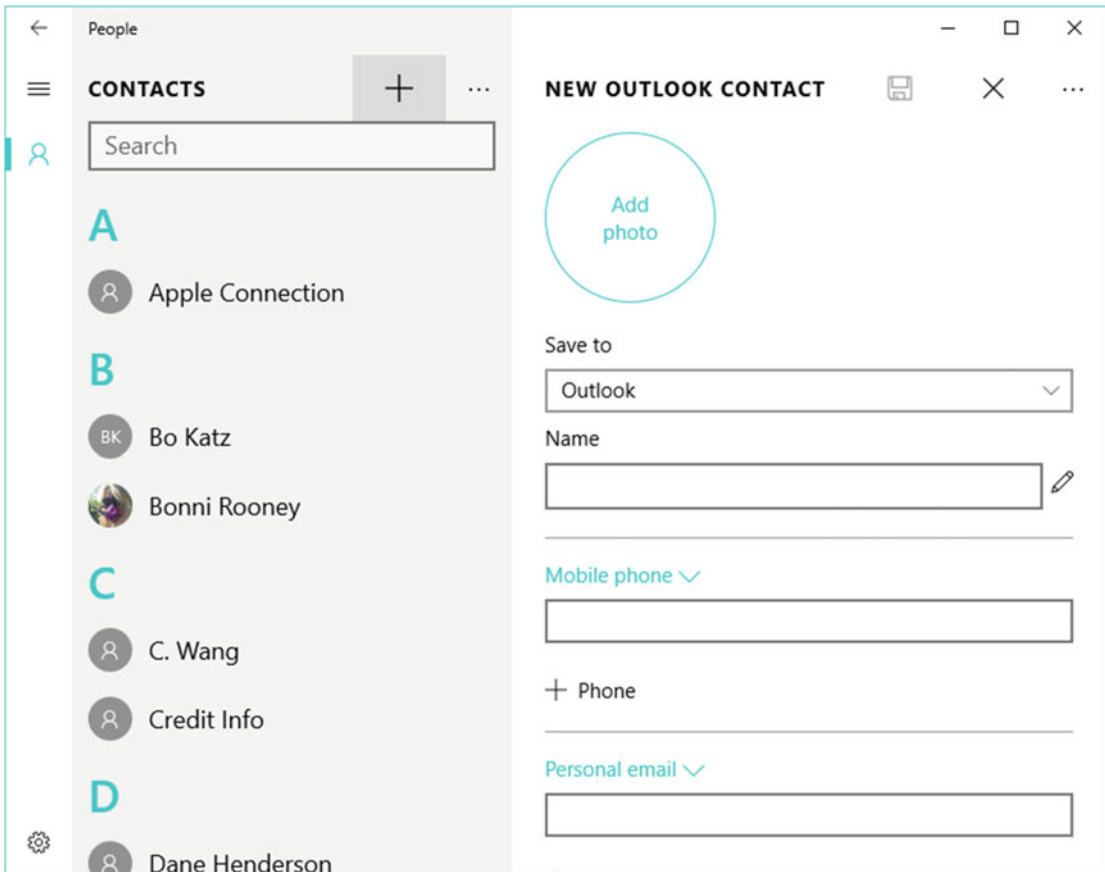 People
CONTACTS
Search
A
Apple Connection
B
BK
Bo Katz
Bonni Rooney
C
C. Wang
Credit Info
D
Dane Henderson
NEW OUTLOOK CONTACT
Add
photo
Save to
Outlook
Name
Mobile phone
+ Phone
Personal email